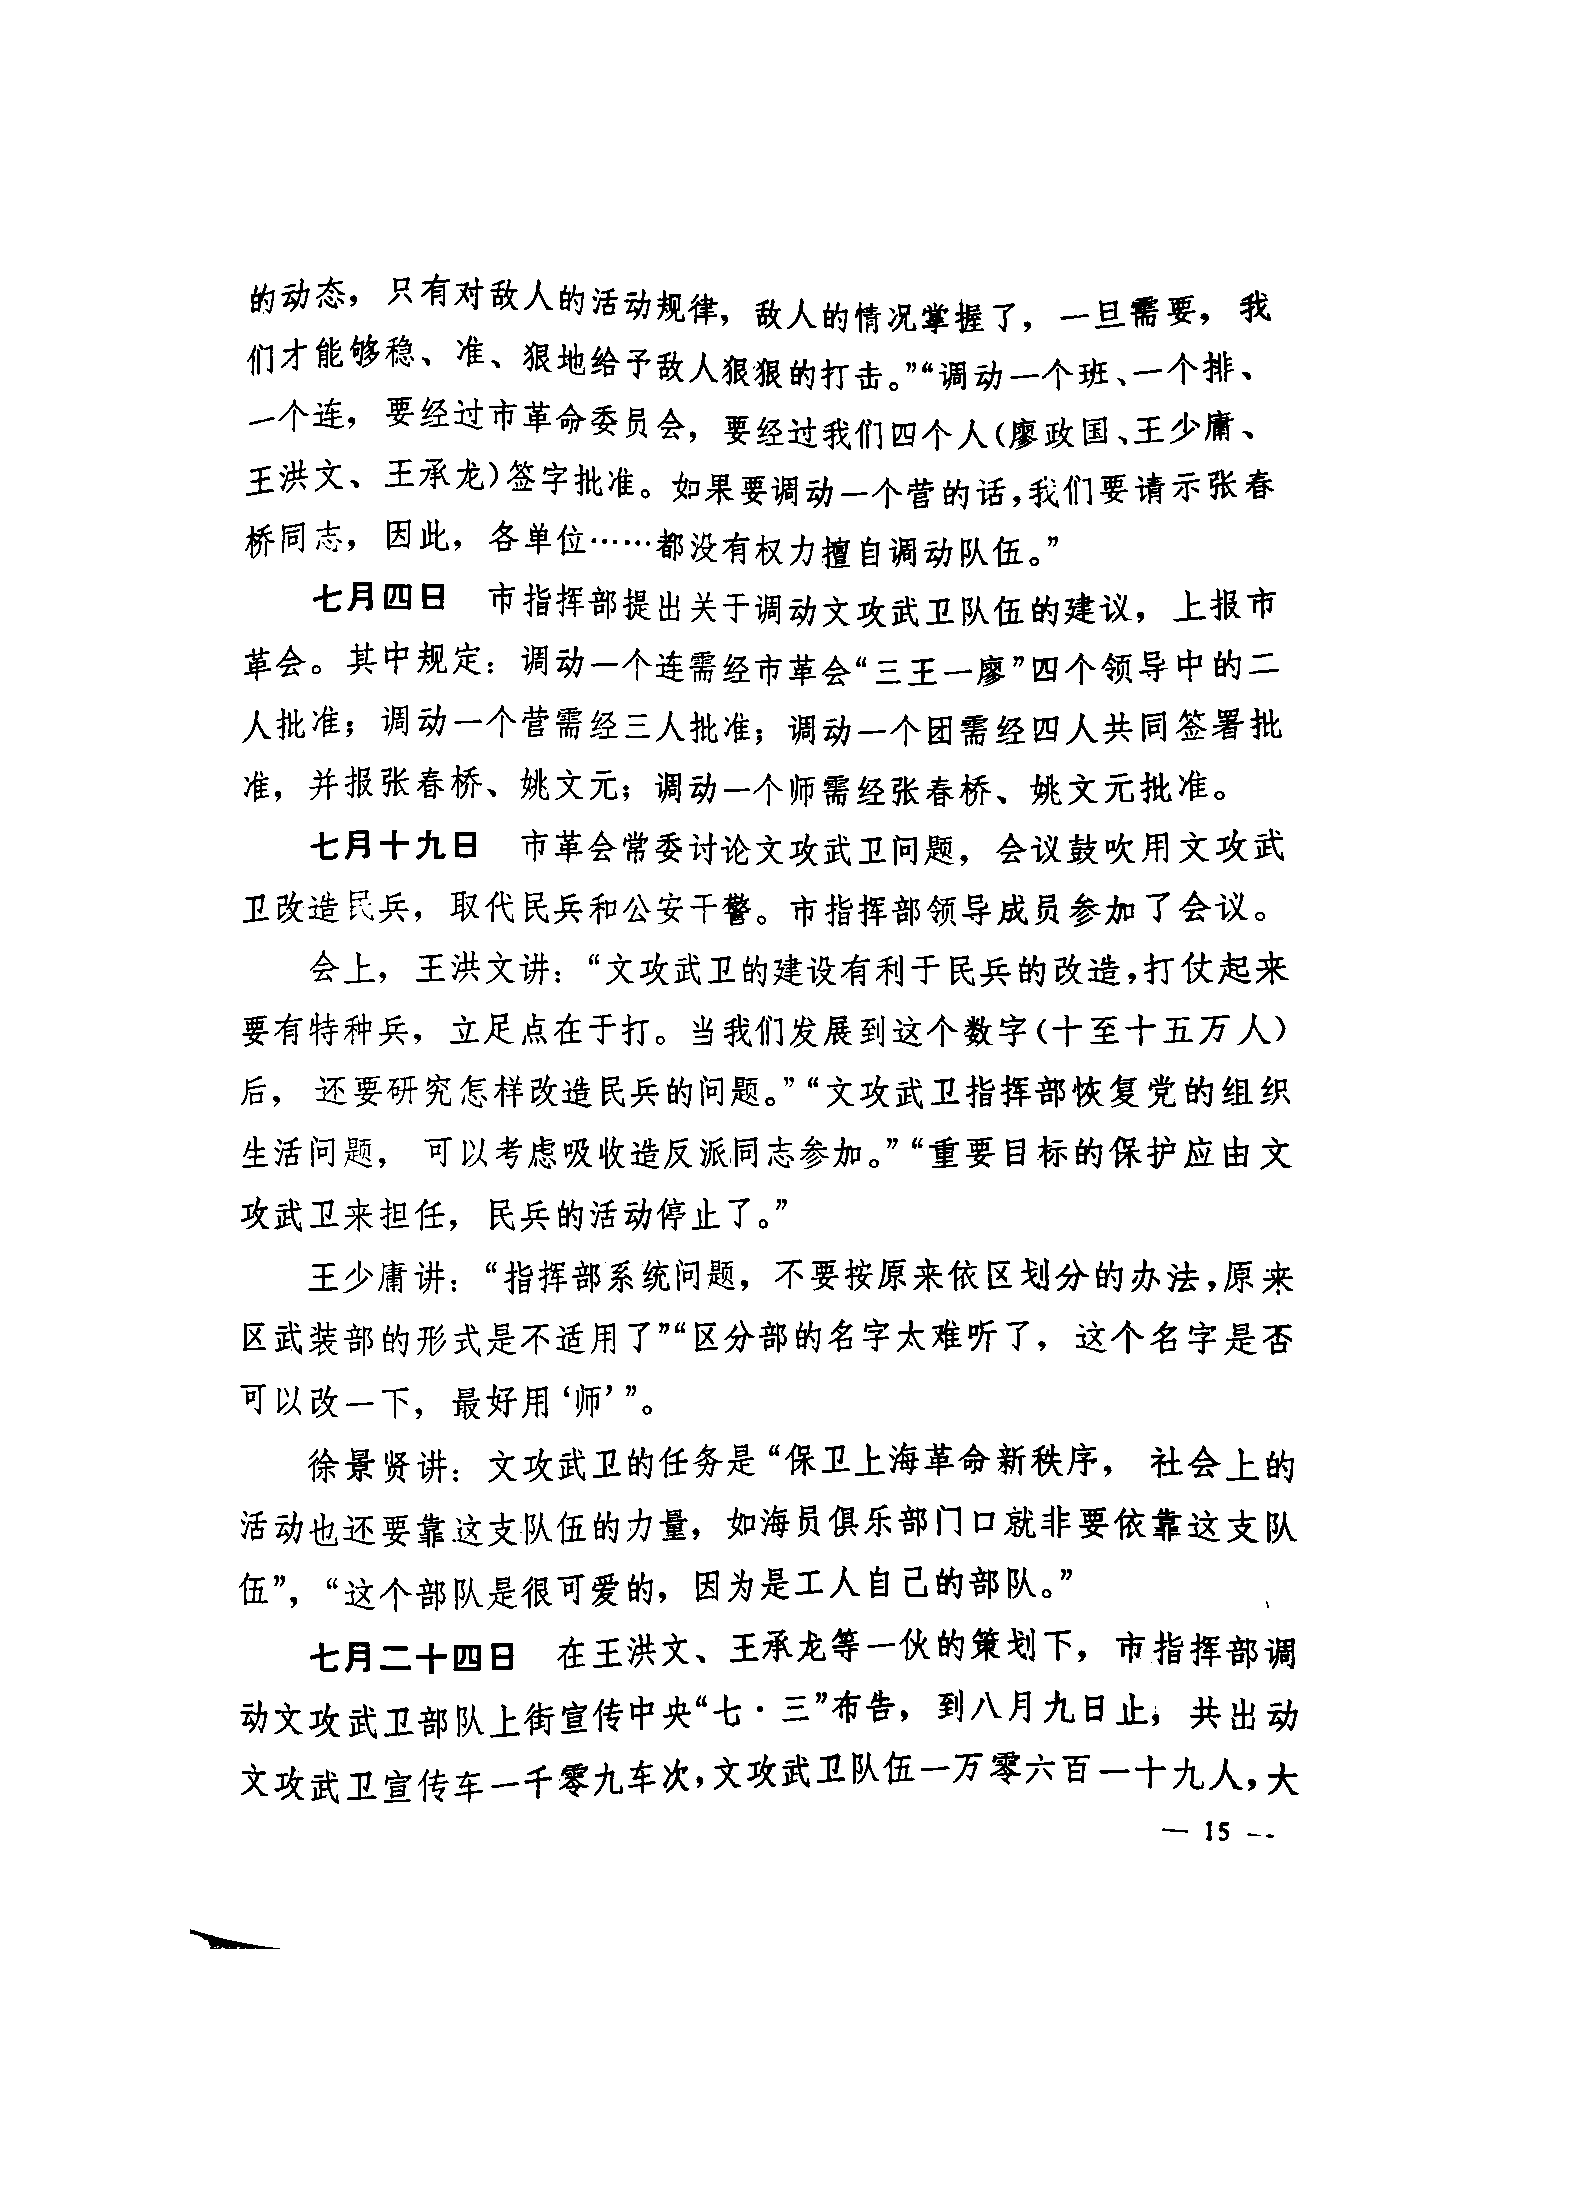 的动态，只有对敌人的活动规律，敌人的情况掌握了，一旦需要，我
们才能够稳、准、狠地给予敌人狠狠的打击。”“调动一个班、一个排、
一个连，要经过市革命委员会，要经过我们四个人(廖政国、王少庸、
王洪文、王承龙)签字批准。如果要调动一个营的话，我们要请示张春
桥同志，因此，各单位……都没有权力擅自调动队伍。”
七月四日　市指挥部提出关于调动文攻武卫队伍的建议，上报市
革会。其中规定：调动一个连需经市革会“三王一廖”四个领导中的二
人批准；调动一个营需经三人批准；调动一个团需经四人共同签署批
准，并报张春桥、姚文元；调动一个师需经张春桥、姚文元批准。
七月十九日　市革会常委讨论文攻武卫问题，会议鼓吹用文攻武
卫改造民兵，取代民兵和公安干警。市指挥部领导成员参加了会议。
会上，王洪文讲：“文攻武卫的建设有利于民兵的改造，打仗起来
要有特种兵，立足点在于打。当我们发展到这个数字(十至十五万人)
后，还要研究怎样改造民兵的问题。”“文攻武卫指挥部恢复党的组织
生活问题，可以考虑吸收造反派同志参加。”“重要目标的保护应由文
攻武卫来担任，民兵的活动停止了。”
王少庸讲：“指挥部系统问题，不要按原来依区划分的办法，原来
区武装部的形式是不适用了”“区分部的名字太难听了，这个名字是否
可以改一下，最好用‘师’”。
徐景贤讲：文攻武卫的任务是“保卫上海革命新秩序，社会上的
活动也还要靠这支队伍的力量，如海员俱乐部门口就非要依靠这支队
伍”，“这个部队是很可爱的，因为是工人自己的部队。”
七月二十四日　在王洪文、王承龙等一伙的策划下，市指挥部调
动文攻武卫部队上街宣传中央“七·三”布告，到八月九日止，共出动
文攻武卫宣传车一千零九车次，文攻武卫队伍一万零六百一十九人，大
— 15 —